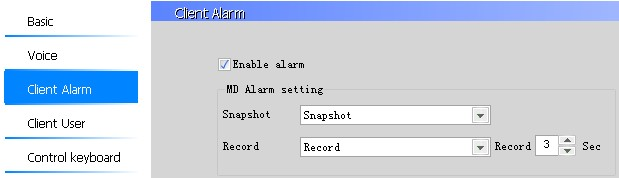 Basic
Voice
Client Alarm
Client User
Control keyboard
Client Alarm
Enable alarm
MD Alarm setting
Snapshot Snapshot
Record Record Record 3 Sec